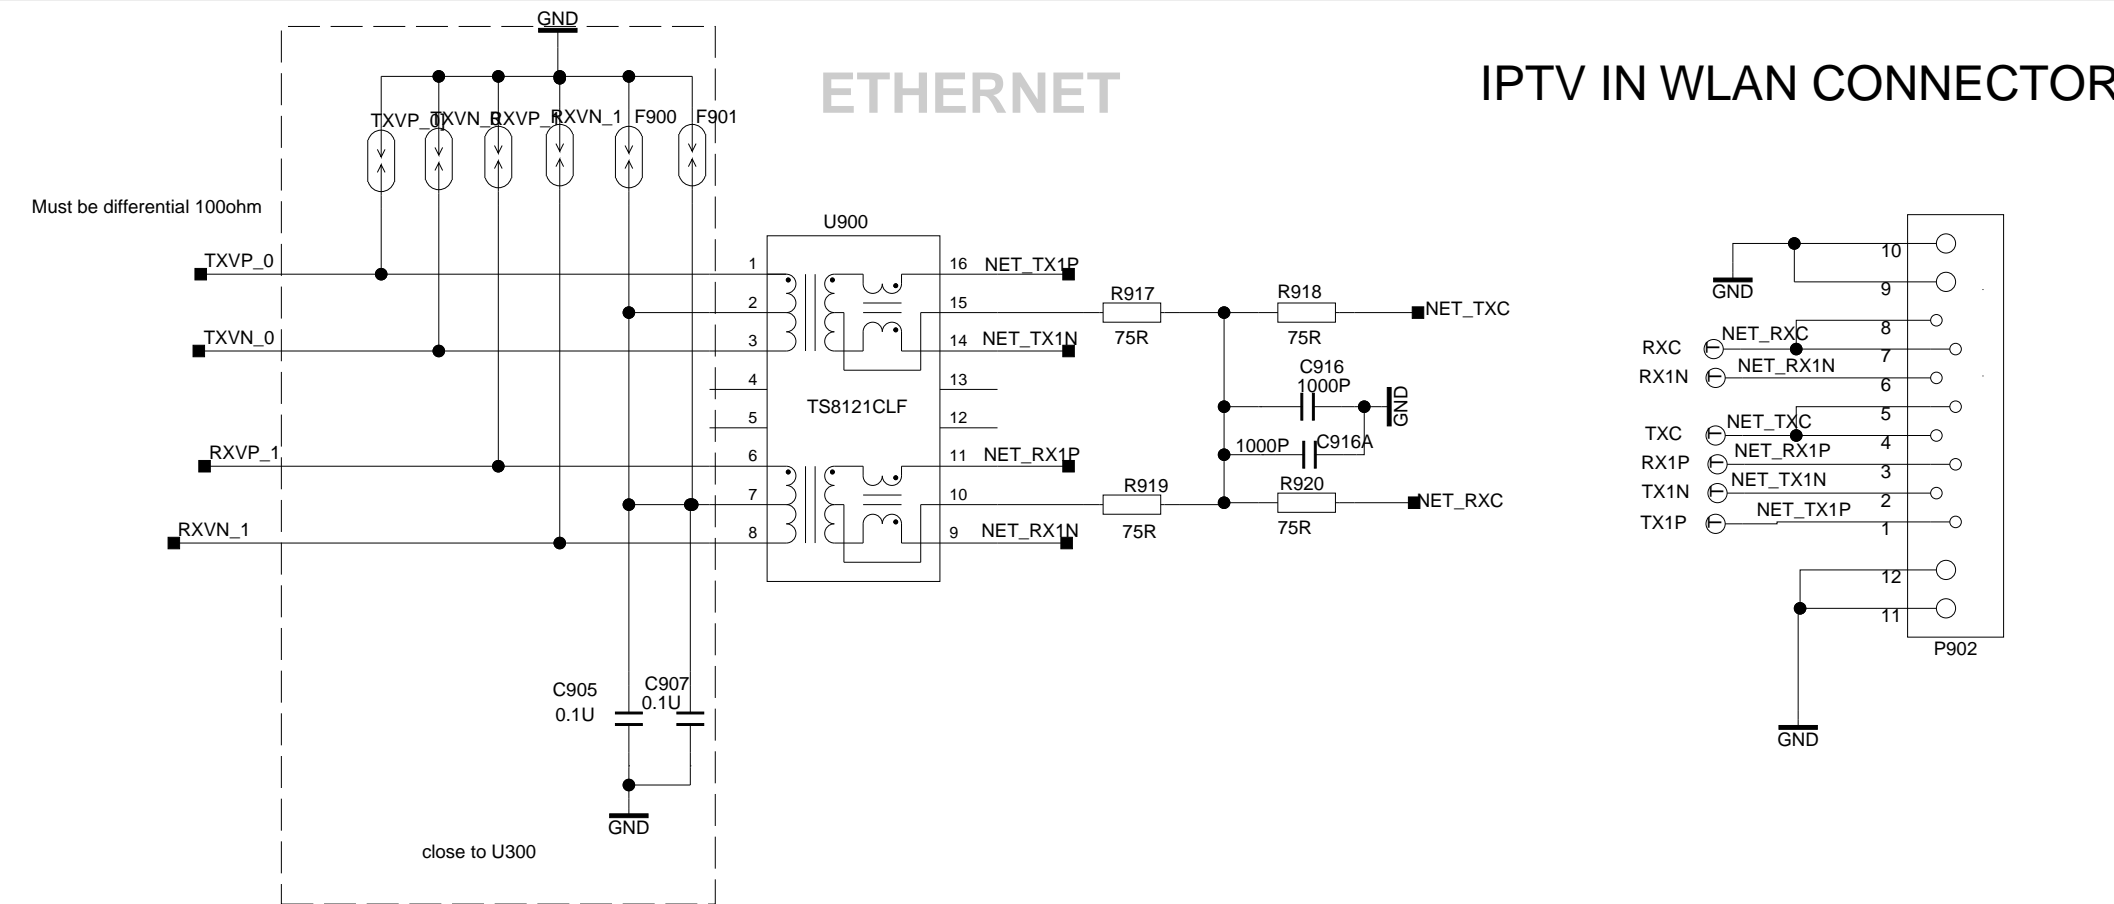 GND
ETHERNET
IPTV IN WLAN CONNECTOR
TXVP_0
TXVN_0
RXVP_1
RXVN_1
F900
F901
Must be differential 100ohm
TXVP_0
TXVN_0
RXVP_1
RXVN_1
U900
1
2
3
4
5
6
7
8
TS8121CLF
16
15
14
13
12
11
10
9
NET_TX1P
NET_TX1N
NET_RX1P
NET_RX1N
R917
75R
R918
75R
NET_TXC
C916
1000P
GND
1000P
C916A
R919
75R
R920
75R
NET_RXC
C905
0.1U
C907
0.1U
GND
close to U300
GND
RXC
NET_RXC
RX1N
NET_RX1N
TXC
NET_TXC
RX1P
NET_RX1P
TX1N
NET_TX1N
TX1P
NET_TX1P
10
9
8
7
6
5
4
3
2
1
12
11
P902
GND